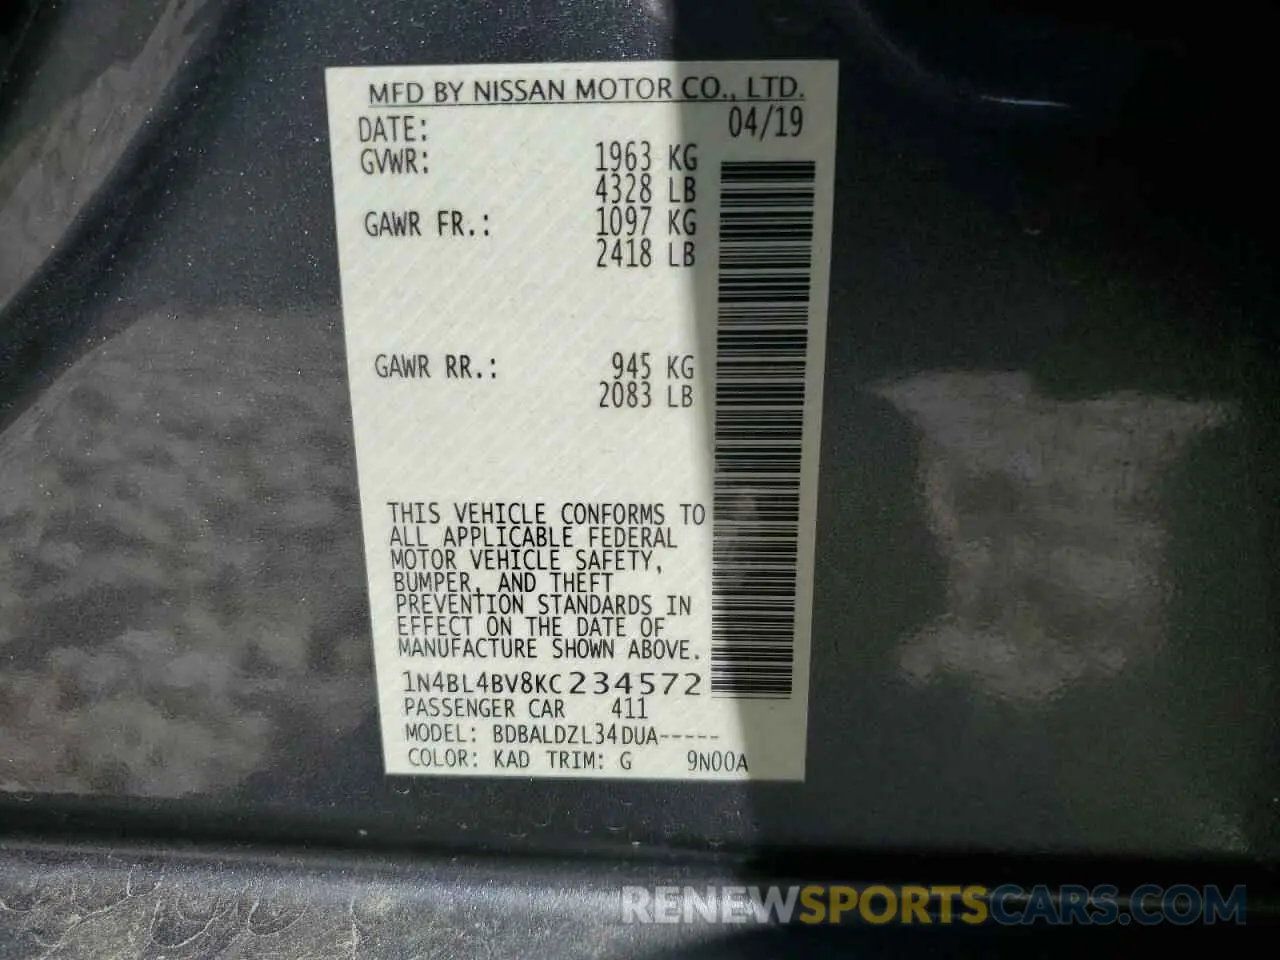 MFD BY NISSAN MOTOR CO., LTD.
DATE: 04/19
GVWR: 1963 KG
4328 LB
GAWR FR.: 1097 KG
2418 LB
GAWR RR.: 945 KG
2083 LB
THIS VEHICLE CONFORMS TO
ALL APPLICABLE FEDERAL
MOTOR VEHICLE SAFETY,
BUMPER, AND THEFT
PREVENTION STANDARDS IN
EFFECT ON THE DATE OF
MANUFACTURE SHOWN ABOVE.
1N4BL4BV8KC234572
PASSENGER CAR 411
MODEL: BDBALDZL34DUA-----
COLOR: KAD TRIM: G 9N00A
RENEWSPORTSCARS.COM